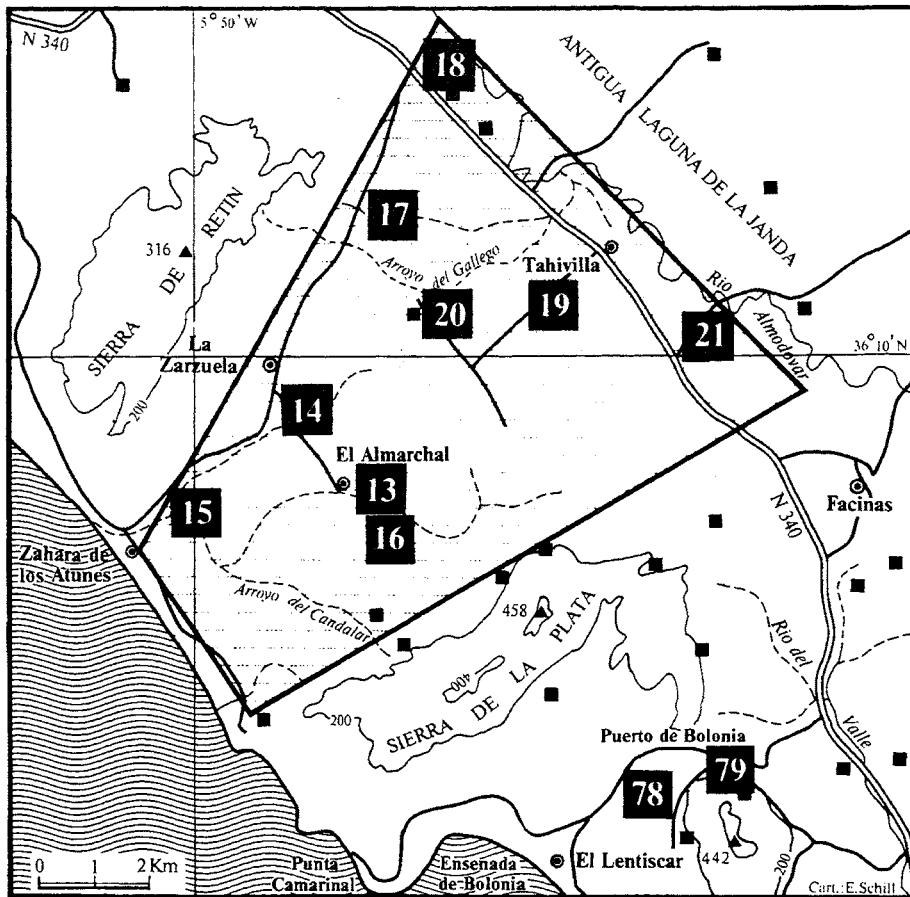 5° 50' W
N 340
18
ANTIGUA LAGUNA DE LA JANDA
17
316
SIERRA DE RETIN
Arroyo del Gallego
Tahivilla
20
19
Rio Almodovar
21
36° 10' N
La
Zarzuela
200
14
El Almarchal
13
15
16
Facinas
N 340
Zahara de
los Atunes
Arroyo del Candalar
458
400
SIERRA DE LA PLATA
200
Rio del Valle
Puerto de Bolonia
79
78
0 1 2 Km
Punta
Camarinal
Ensenada
de Bolonia
El Lentiscar
442
200
Cart.: E. Schill